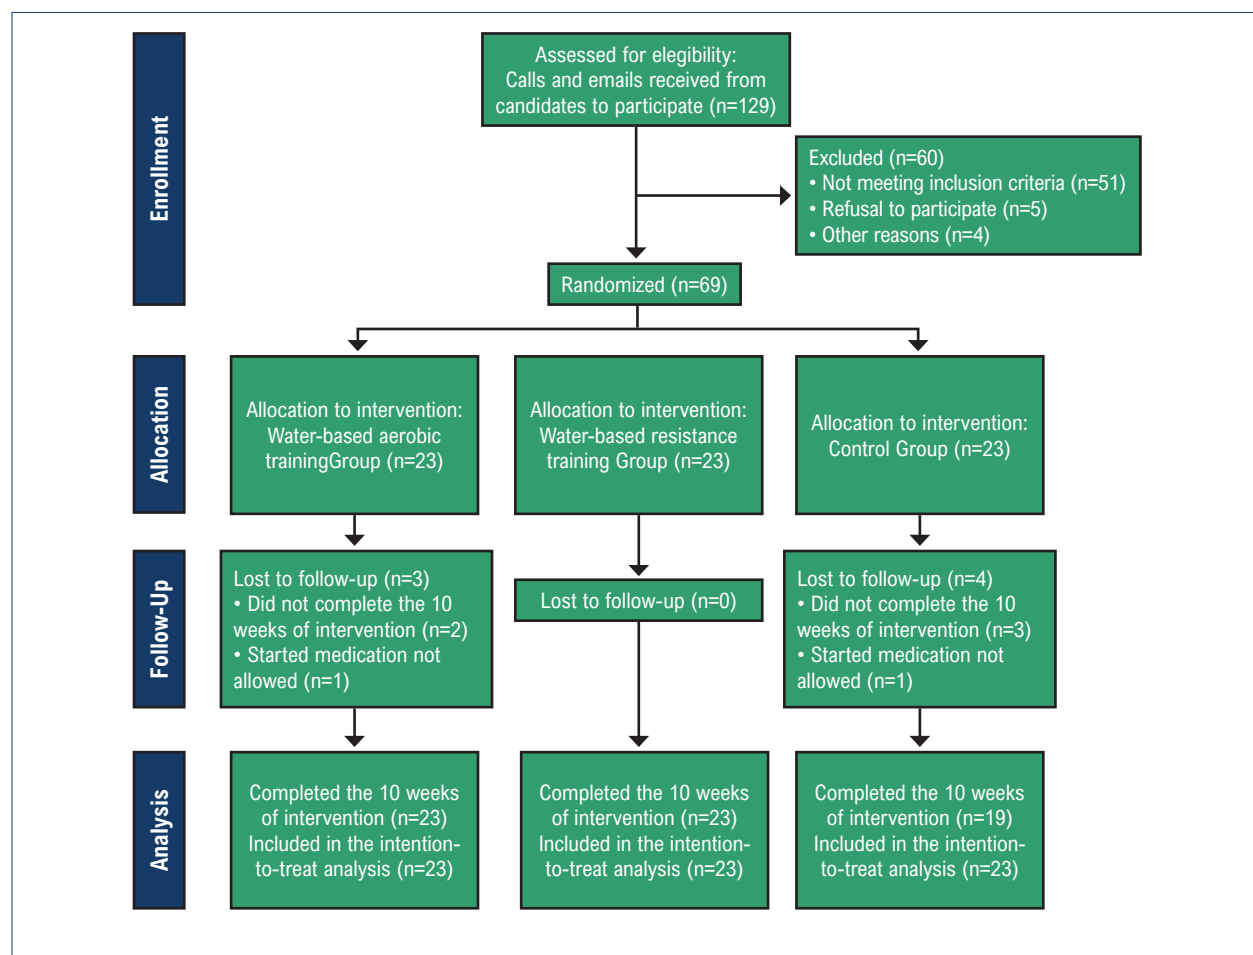 Enrollment
Assessed for elegibility:
Calls and emails received from
candidates to participate (n=129)
Excluded (n=60)
• Not meeting inclusion criteria (n=51)
• Refusal to participate (n=5)
• Other reasons (n=4)
Randomized (n=69)
Allocation
Allocation to intervention:
Water-based aerobic
trainingGroup (n=23)
Allocation to intervention:
Water-based resistance
training Group (n=23)
Allocation to intervention:
Control Group (n=23)
Follow-Up
Lost to follow-up (n=3)
• Did not complete the 10
weeks of intervention (n=2)
• Started medication not
allowed (n=1)
Lost to follow-up (n=0)
Lost to follow-up (n=4)
• Did not complete the 10
weeks of intervention (n=3)
• Started medication not
allowed (n=1)
Analysis
Completed the 10 weeks
of intervention (n=23)
Included in the intention-
to-treat analysis (n=23)
Completed the 10 weeks
of intervention (n=23)
Included in the intention-
to-treat analysis (n=23)
Completed the 10 weeks
of intervention (n=19)
Included in the intention-
to-treat analysis (n=23)